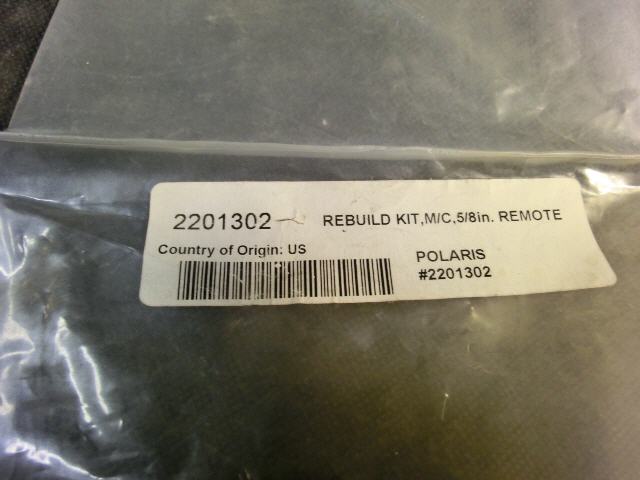 2201302 REBUILD KIT,M/C,5/8in. REMOTE
Country of Origin: US
POLARIS
#2201302